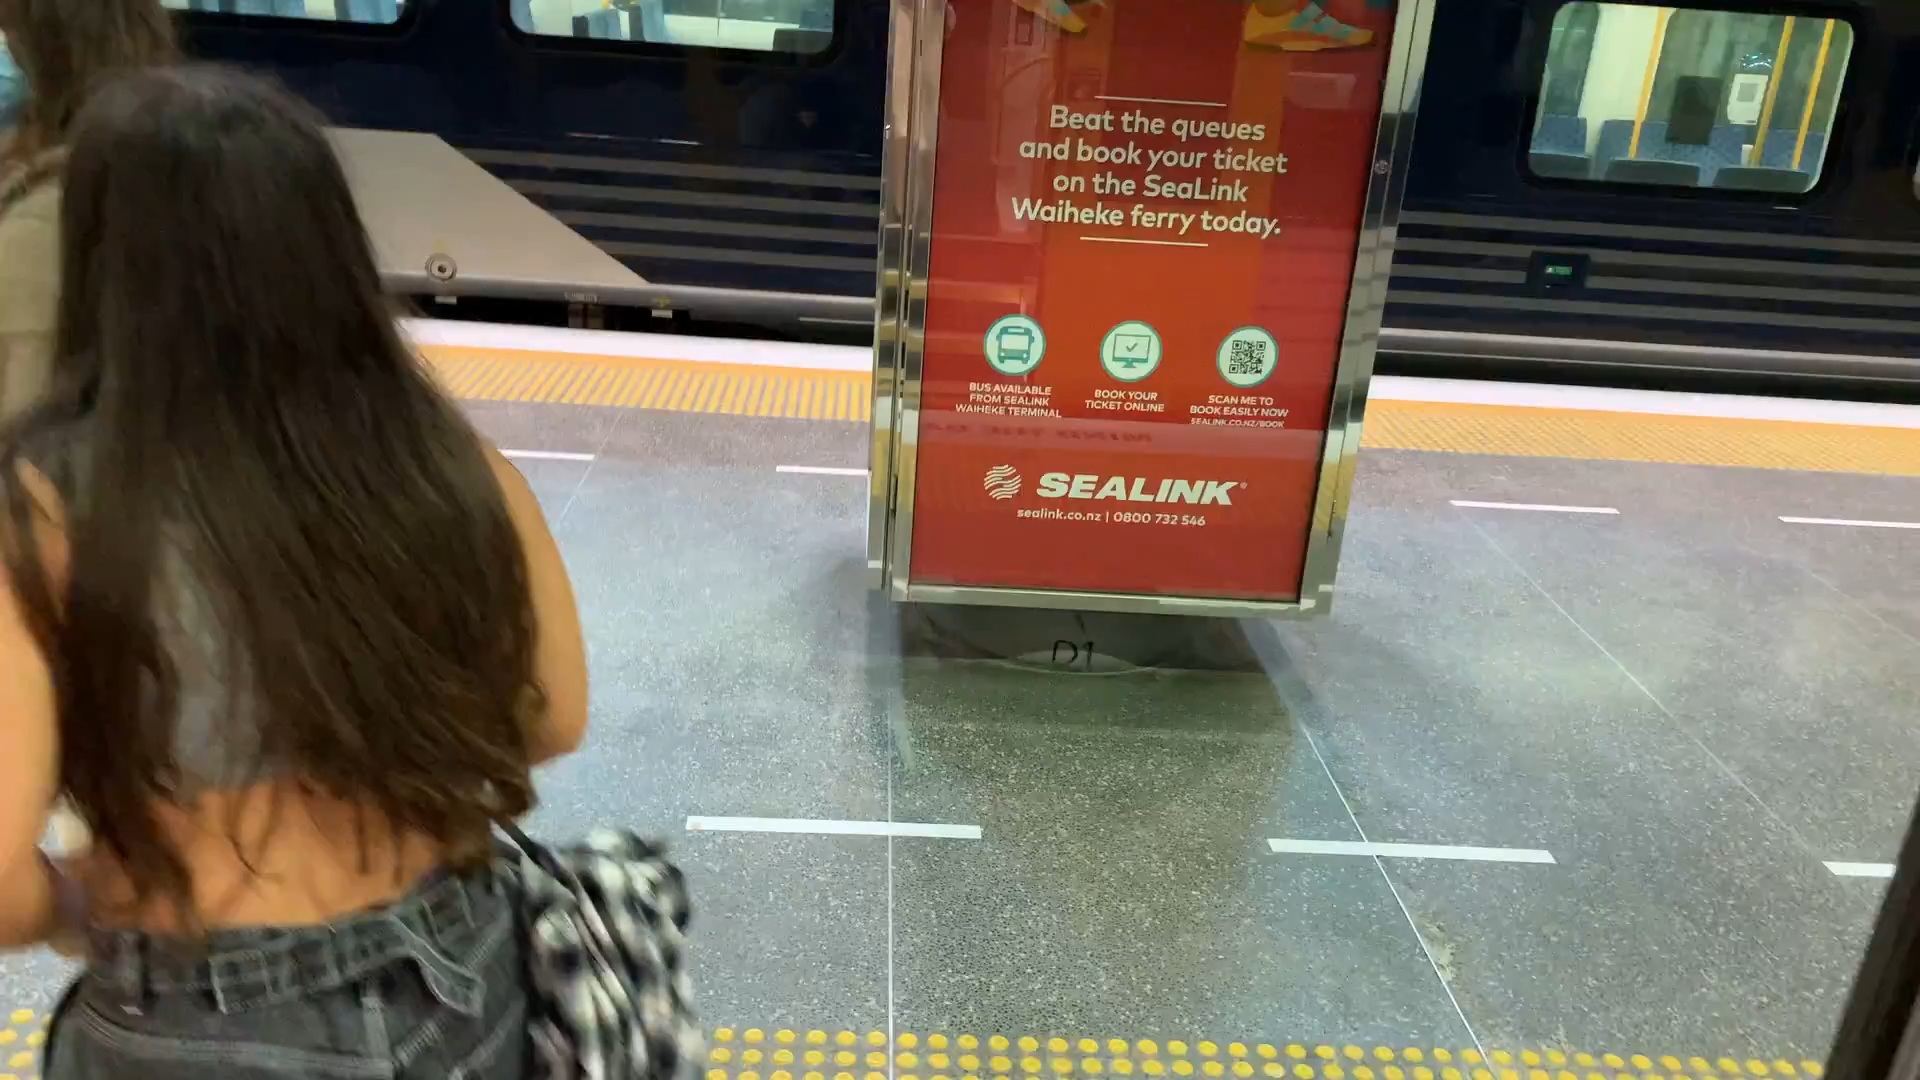 Beat the queues
and book your ticket
on the SeaLink
Waiheke ferry today.
BUS AVAILABLE
FROM SEALINK
WAIHEKE TERMINAL
BOOK YOUR
TICKET ONLINE
SCAN ME TO
BOOK EASILY NOW
SEALINK.CO.NZ/BOOK
SEALINK®
sealink.co.nz | 0800 732 546
D1